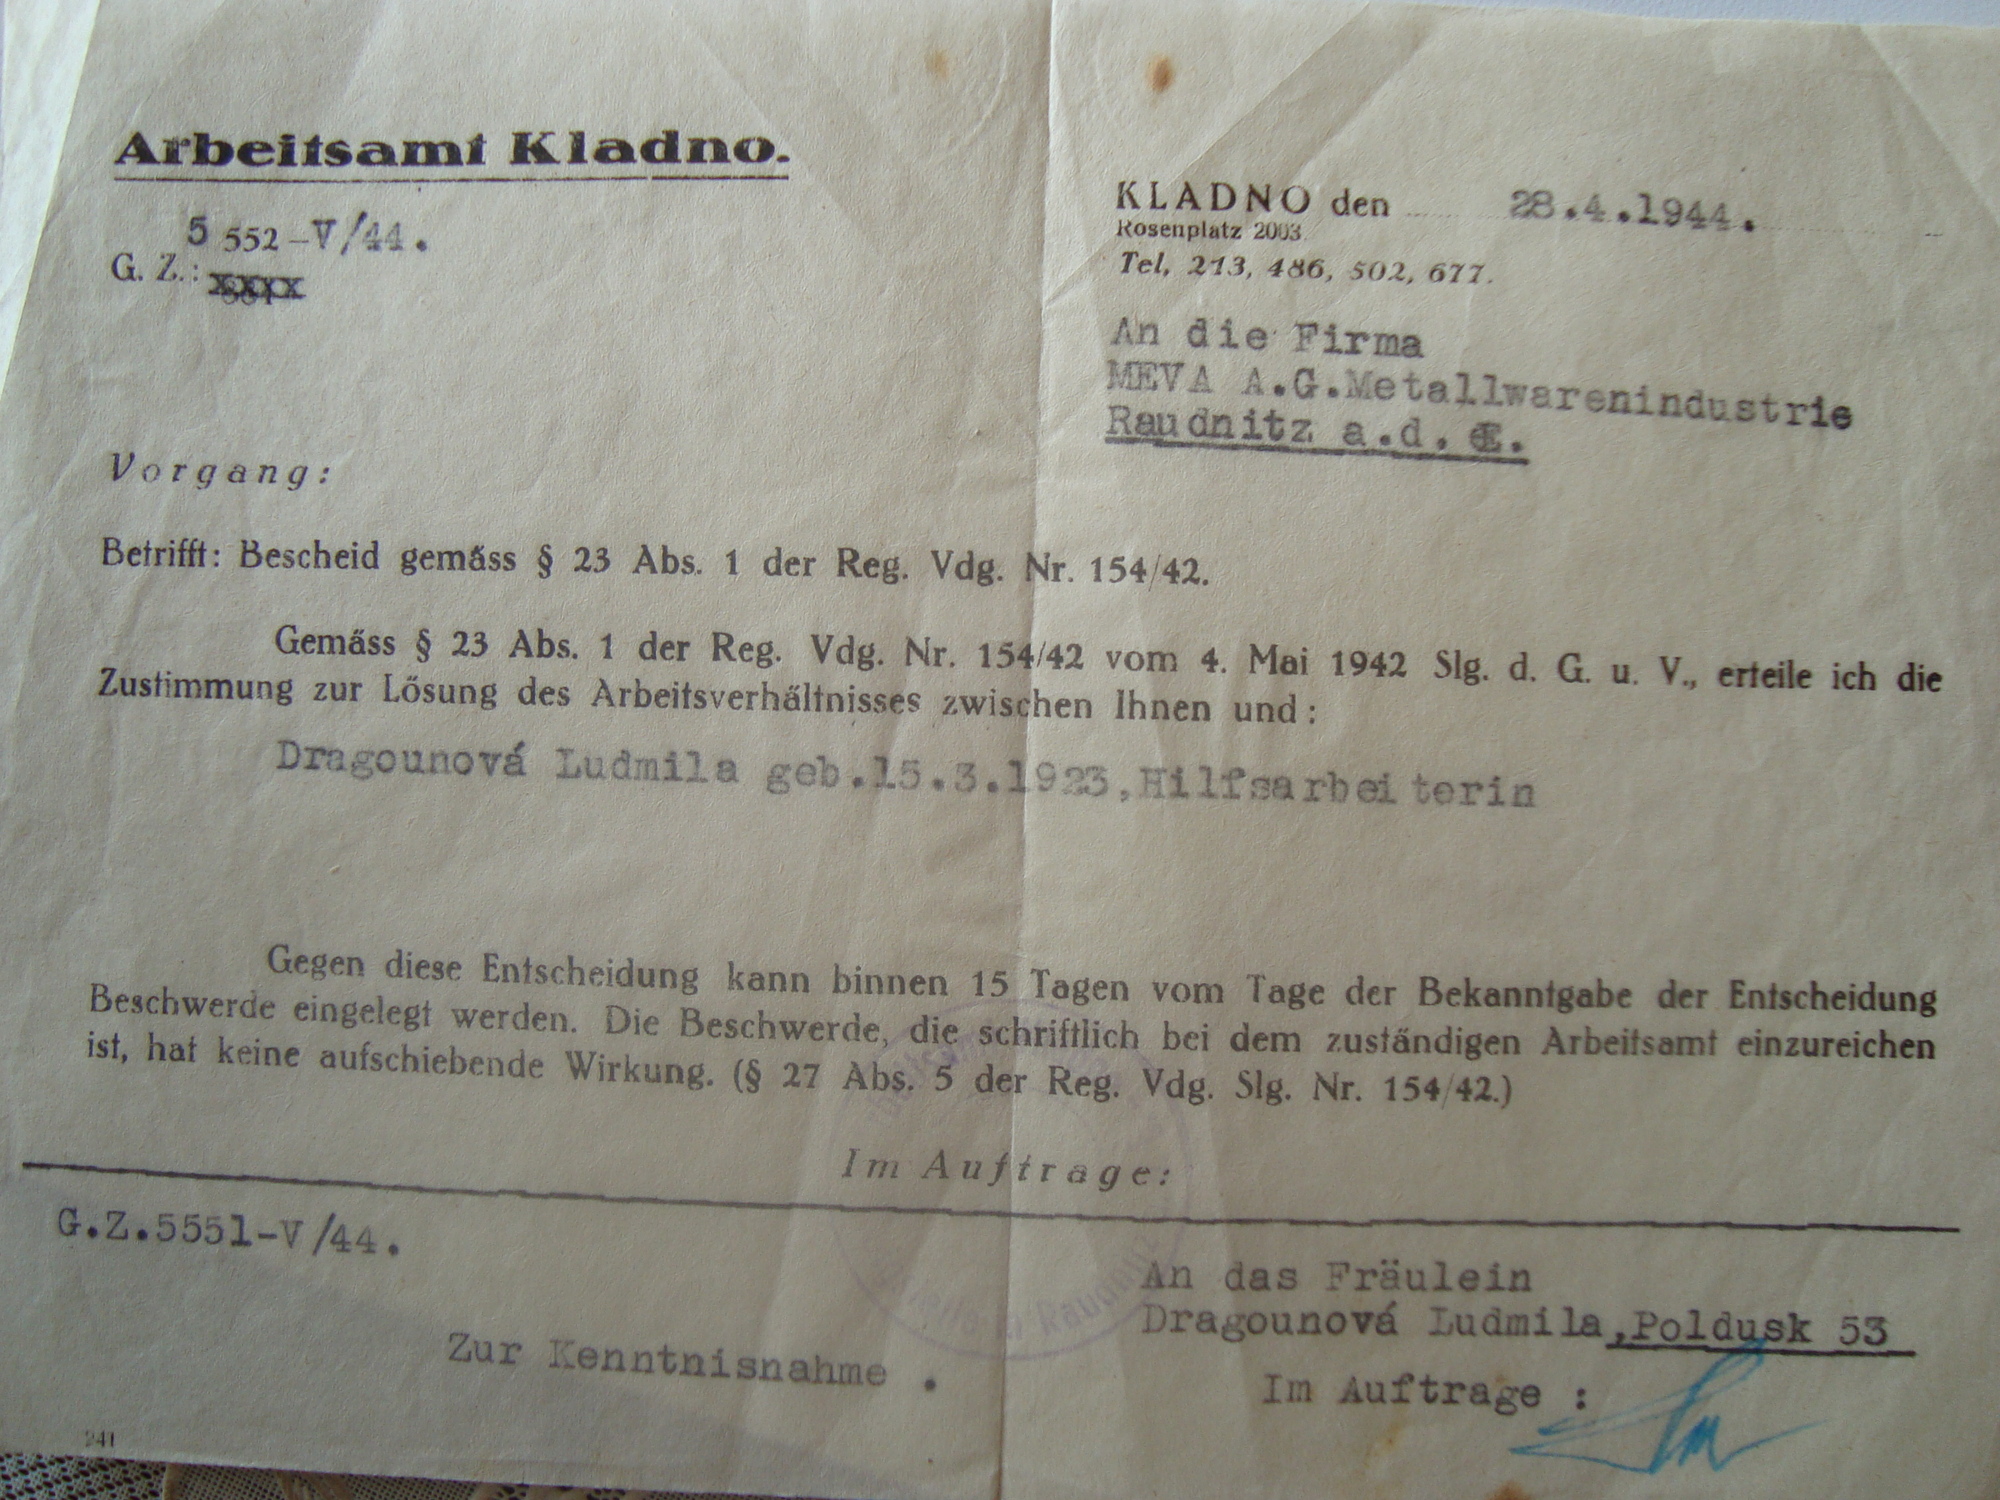 Arbeitsamt Kladno.
5 552-V/44.
G. Z.:
KLADNO den 28.4.1944.
Rosenplatz 2003
Tel, 213, 486, 502, 677.
An die Firma
MEVA A.G.Metallwarenindustrie
Raudnitz a.d. E.
Vorgang:
Betrifft: Bescheid gemäss § 23 Abs. 1 der Reg. Vdg. Nr. 154/42.
Gemäss § 23 Abs. 1 der Reg. Vdg. Nr. 154/42 vom 4. Mai 1942 Slg. d. G. u. V., erteile ich die
Zustimmung zur Lösung des Arbeitsverhältnisses zwischen Ihnen und:
Dragounová Ludmila geb.15.3.1923,Hilfsarbeiterin
Gegen diese Entscheidung kann binnen 15 Tagen vom Tage der Bekanntgabe der Entscheidung
Beschwerde eingelegt werden. Die Beschwerde, die schriftlich bei dem zuständigen Arbeitsamt einzureichen
ist, hat keine aufschiebende Wirkung. (§ 27 Abs. 5 der Reg. Vdg. Slg. Nr. 154/42.)
Im Auftrage:
G.Z.5551-V/44.
An das Fräulein
Dragounová Ludmila,Poldusk 53
Zur Kenntnisnahme .
Im Auftrage :
241